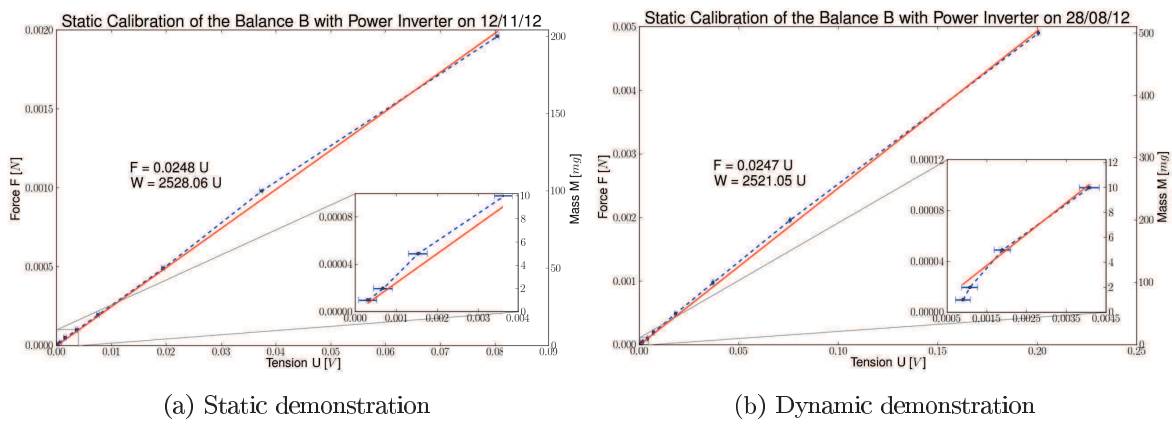 Static Calibration of the Balance B with Power Inverter on 12/11/12
0.0020
0.0015
0.0010
0.0005
0.000
Force F [N]
F = 0.0248 U
W = 2528.06 U
200
150
100
50
0
Mass M [mg]
0.00008
0.00004
0.00000
10
8
6
4
2
0
0.000 0.001 0.002 0.003 0.004
0.00 0.01 0.02 0.03 0.04 0.05 0.06 0.07 0.08 0.09
Tension U [V]
(a) Static demonstration
Static Calibration of the Balance B with Power Inverter on 28/08/12
0.005
0.004
0.003
0.002
0.001
0.000
Force F [N]
F = 0.0247 U
W = 2521.05 U
500
400
300
200
100
0
Mass M [mg]
0.00012
0.00008
0.00004
0.00000
12
10
8
6
4
2
0
0.0005 0.0015 0.0025 0.0035 0.0045
0.00 0.05 0.10 0.15 0.20 0.25
Tension U [V]
(b) Dynamic demonstration